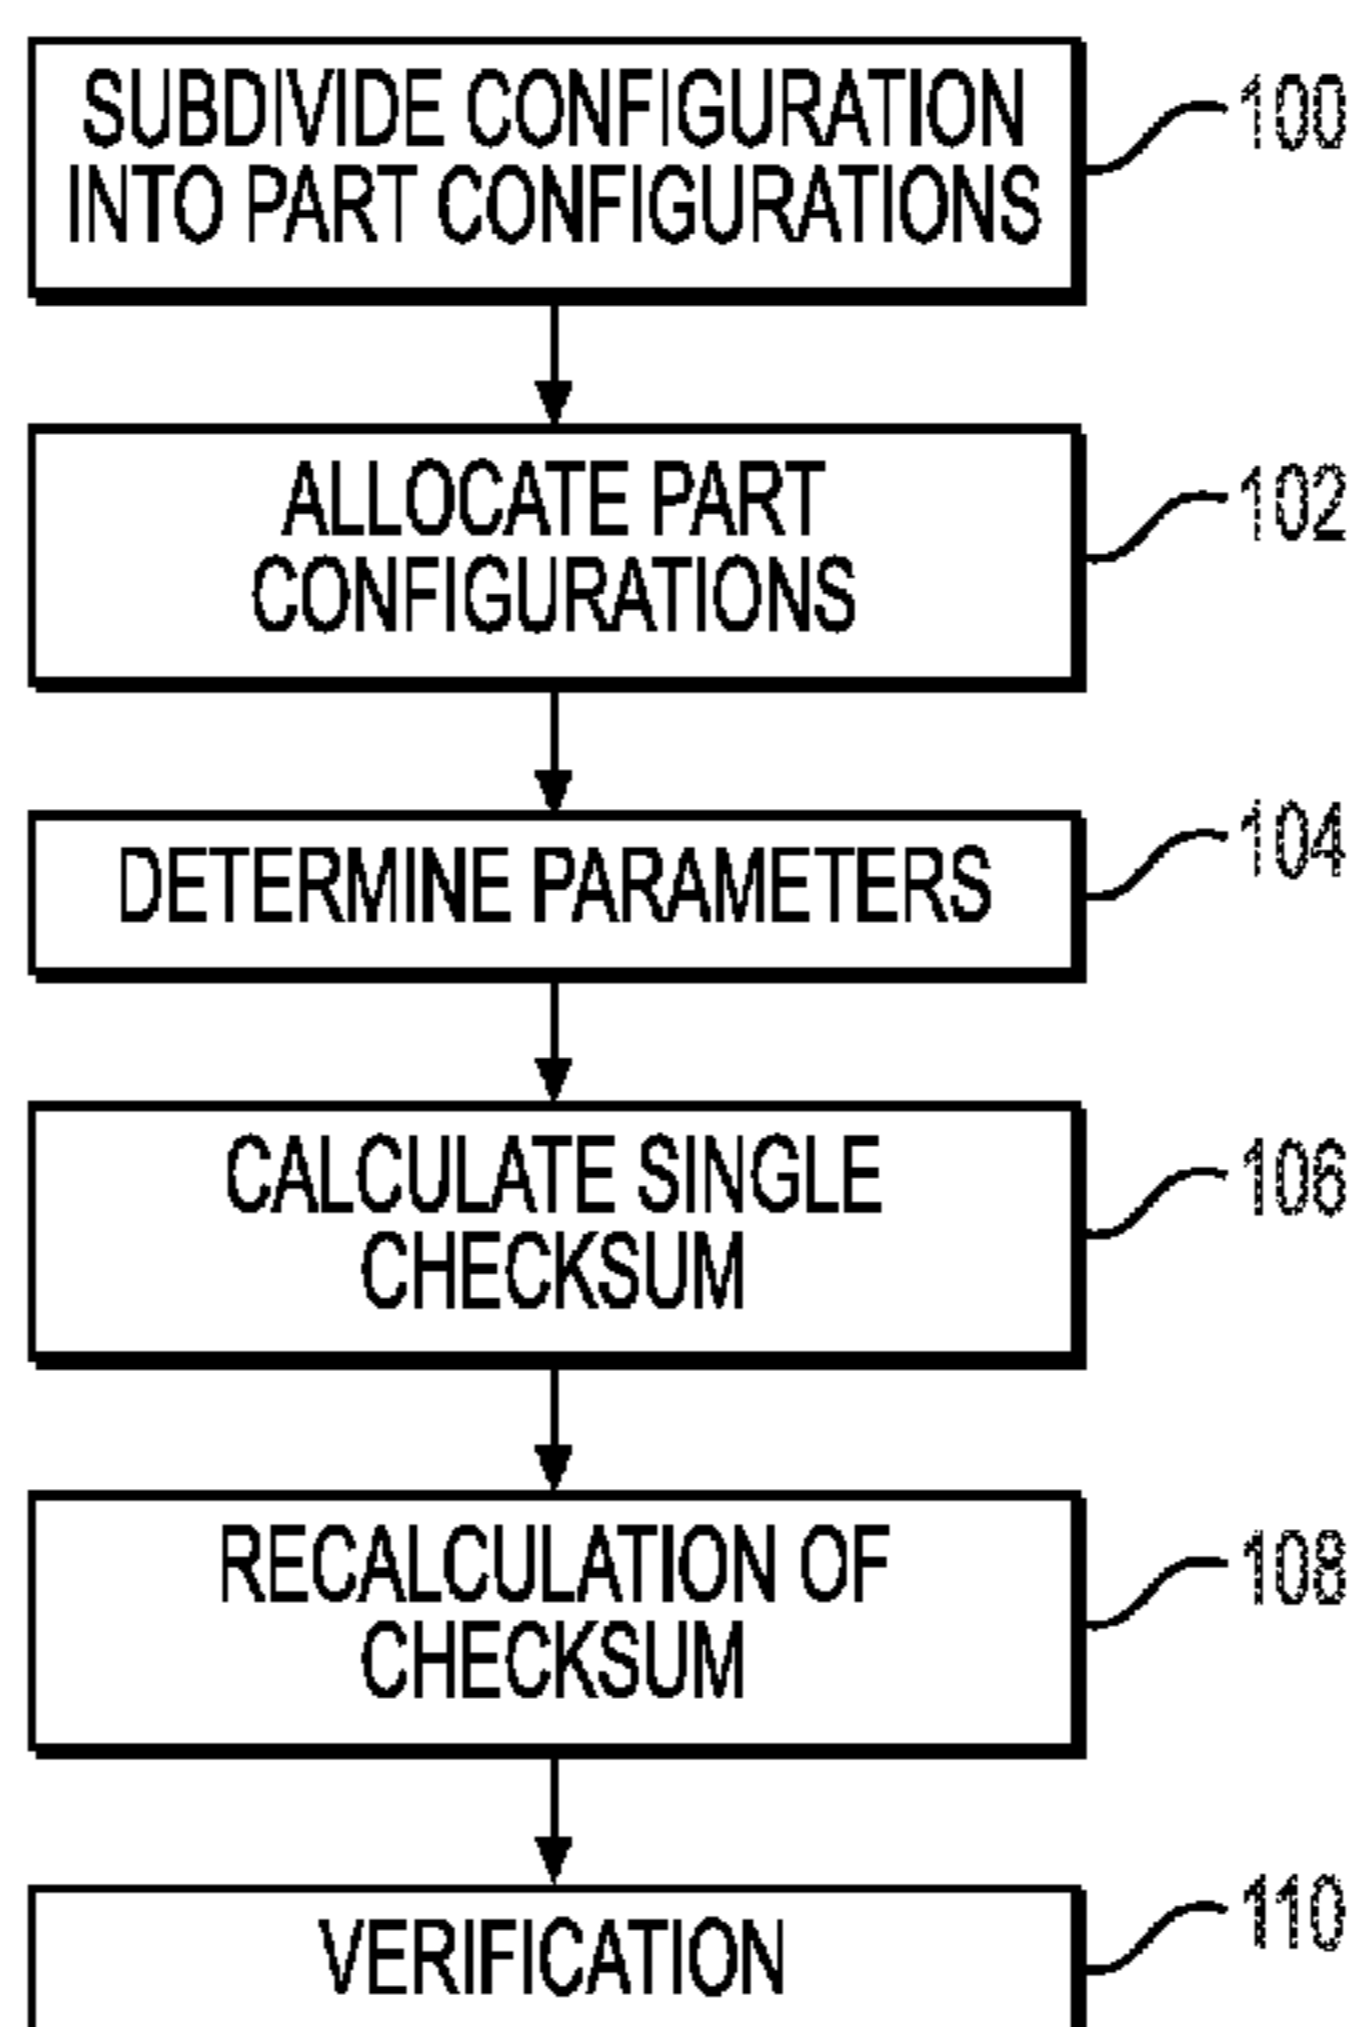 SUBDIVIDE CONFIGURATION
INTO PART CONFIGURATIONS
100
ALLOCATE PART
CONFIGURATIONS
102
DETERMINE PARAMETERS
104
CALCULATE SINGLE
CHECKSUM
106
RECALCULATION OF
CHECKSUM
108
VERIFICATION
110